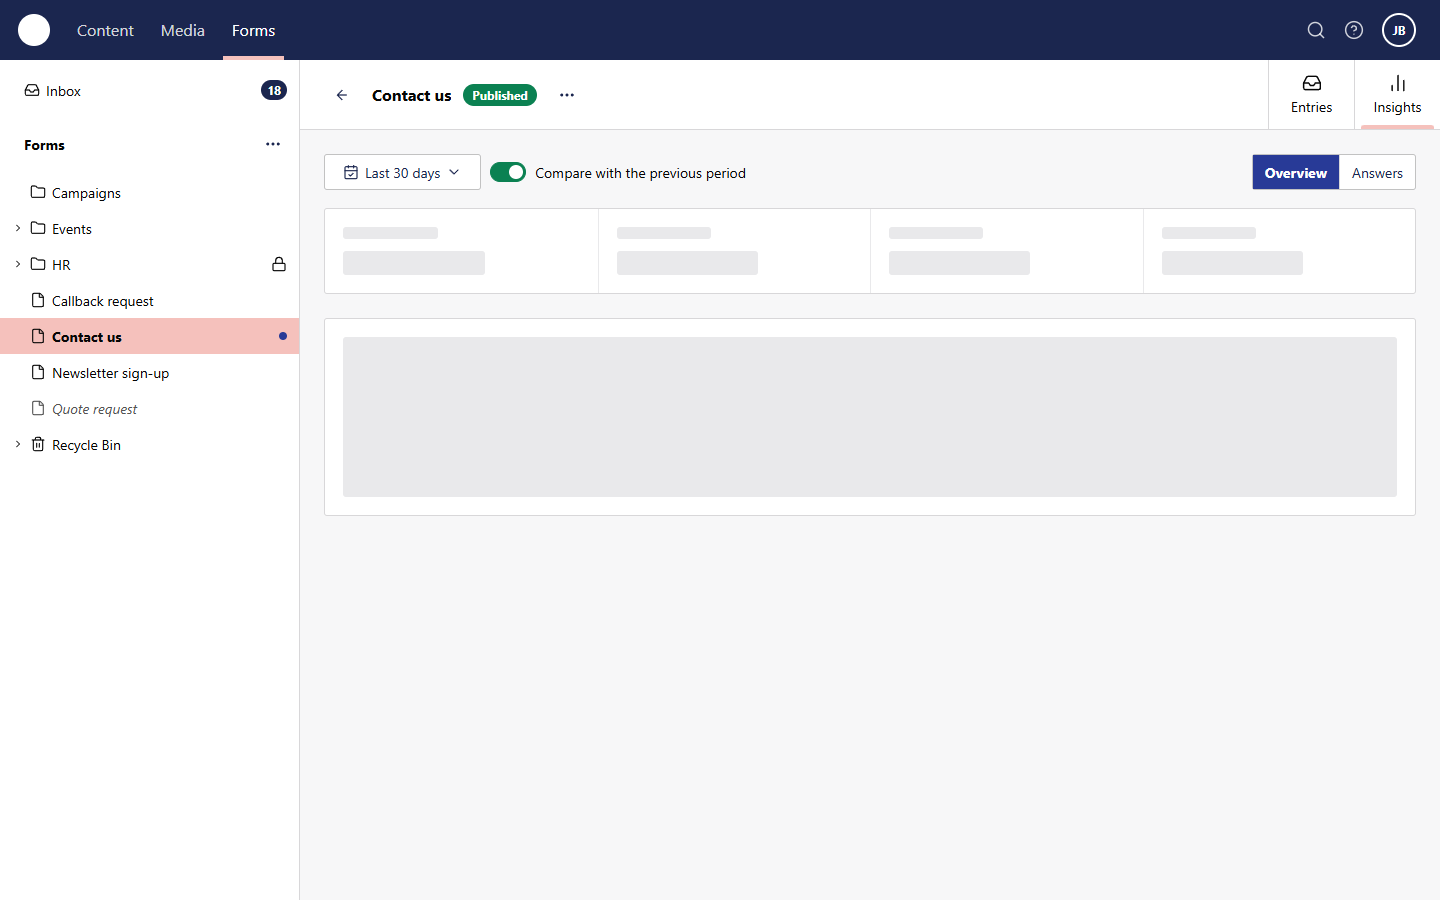 Content
Media
Forms
JB
Inbox
18
Forms
Campaigns
Events
HR
Callback request
Contact us
Newsletter sign-up
Quote request
Recycle Bin
Contact us
Published
Entries
Insights
Last 30 days
Compare with the previous period
Overview
Answers